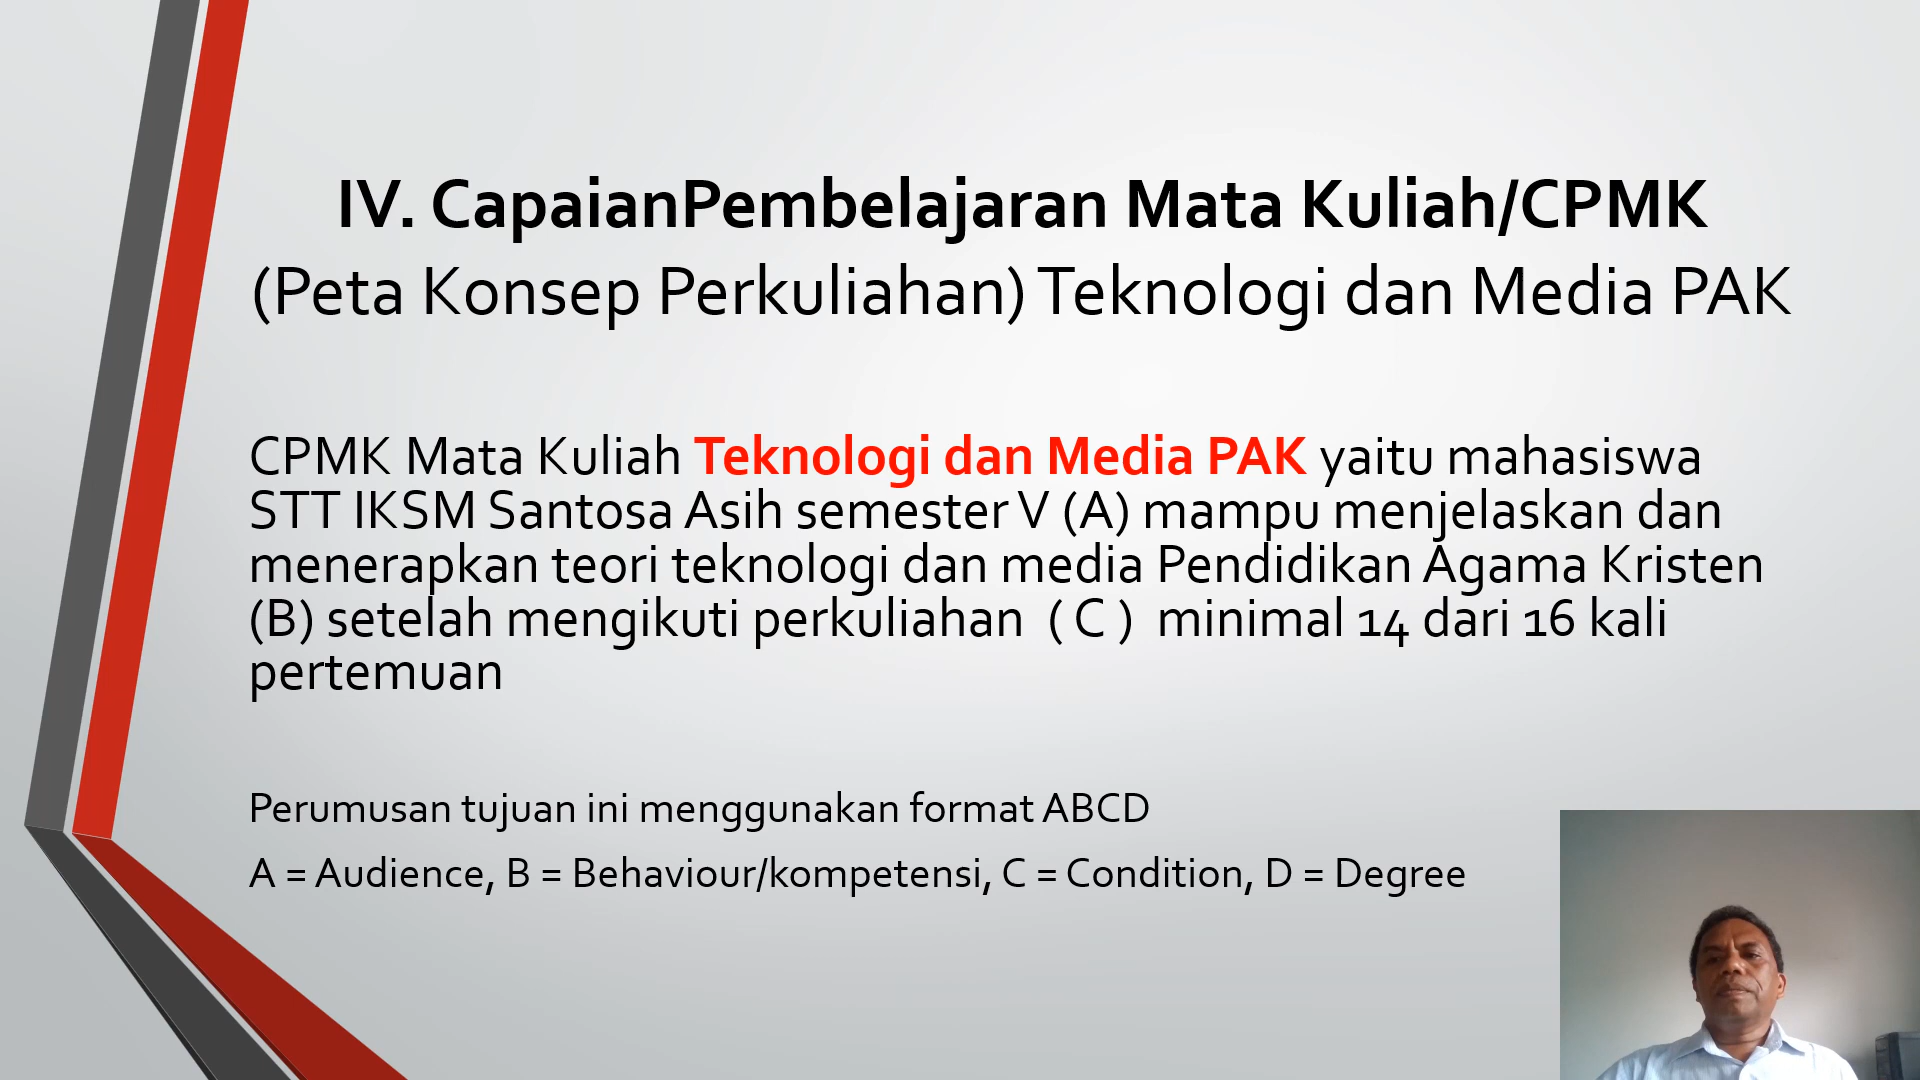 IV. CapaianPembelajaran Mata Kuliah/CPMK
(Peta Konsep Perkuliahan) Teknologi dan Media PAK
CPMK Mata Kuliah Teknologi dan Media PAK yaitu mahasiswa
STT IKSM Santosa Asih semester V (A) mampu menjelaskan dan
menerapkan teori teknologi dan media Pendidikan Agama Kristen
(B) setelah mengikuti perkuliahan ( C ) minimal 14 dari 16 kali
pertemuan
Perumusan tujuan ini menggunakan format ABCD
A = Audience, B = Behaviour/kompetensi, C = Condition, D = Degree